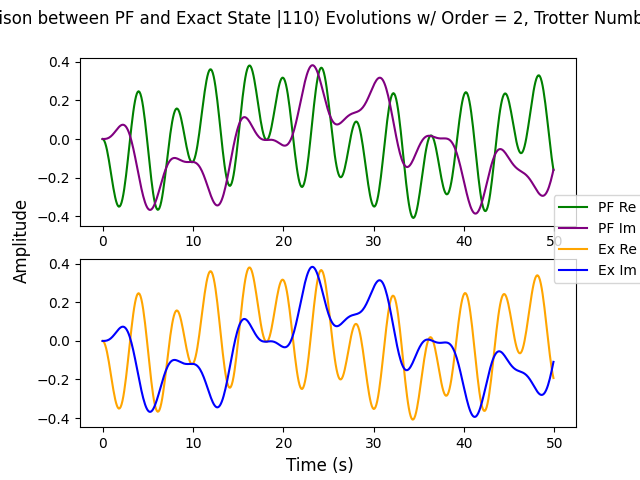 ison between PF and Exact State |110⟩ Evolutions w/ Order = 2, Trotter Numb
0.4
0.2
0.0
−0.2
−0.4
0 10 20 30 40 50
PF Re
PF Im
Ex Re
Ex Im
Amplitude
0.4
0.2
0.0
−0.2
−0.4
0 10 20 30 40 50
Time (s)